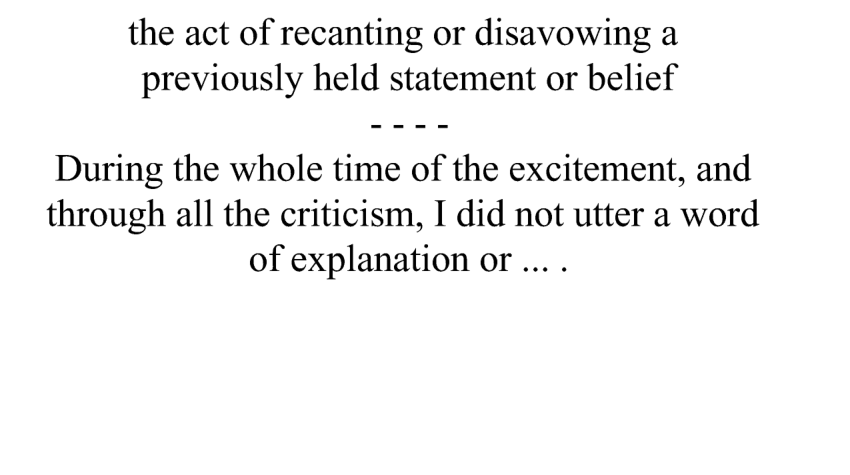 the act of recanting or disavowing a
previously held statement or belief
- - - -
During the whole time of the excitement, and
through all the criticism, I did not utter a word
of explanation or ... .